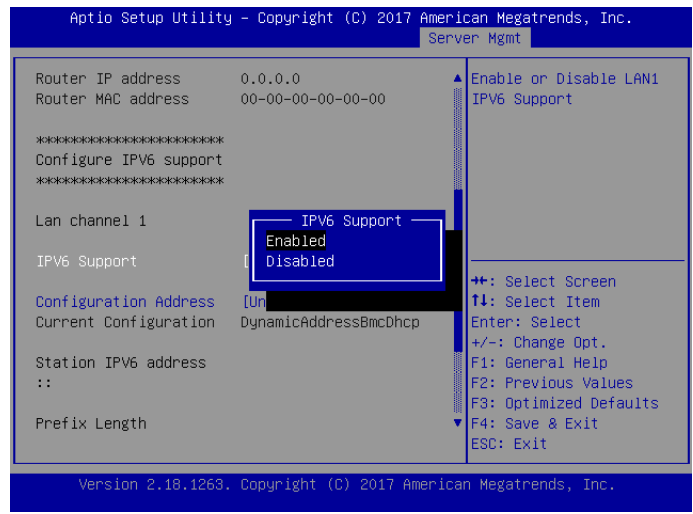 Aptio Setup Utility – Copyright (C) 2017 American Megatrends, Inc.
Server Mgmt
Router IP address 0.0.0.0
Router MAC address 00-00-00-00-00-00
***********************
Configure IPV6 support
***********************
Lan channel 1
IPV6 Support [
Configuration Address [Un
Current Configuration DynamicAddressBmcDhcp
Station IPV6 address
::
Prefix Length
IPV6 Support
Enabled
Disabled
Enable or Disable LAN1
IPV6 Support
→←: Select Screen
↑↓: Select Item
Enter: Select
+/-: Change Opt.
F1: General Help
F2: Previous Values
F3: Optimized Defaults
F4: Save & Exit
ESC: Exit
Version 2.18.1263. Copyright (C) 2017 American Megatrends, Inc.